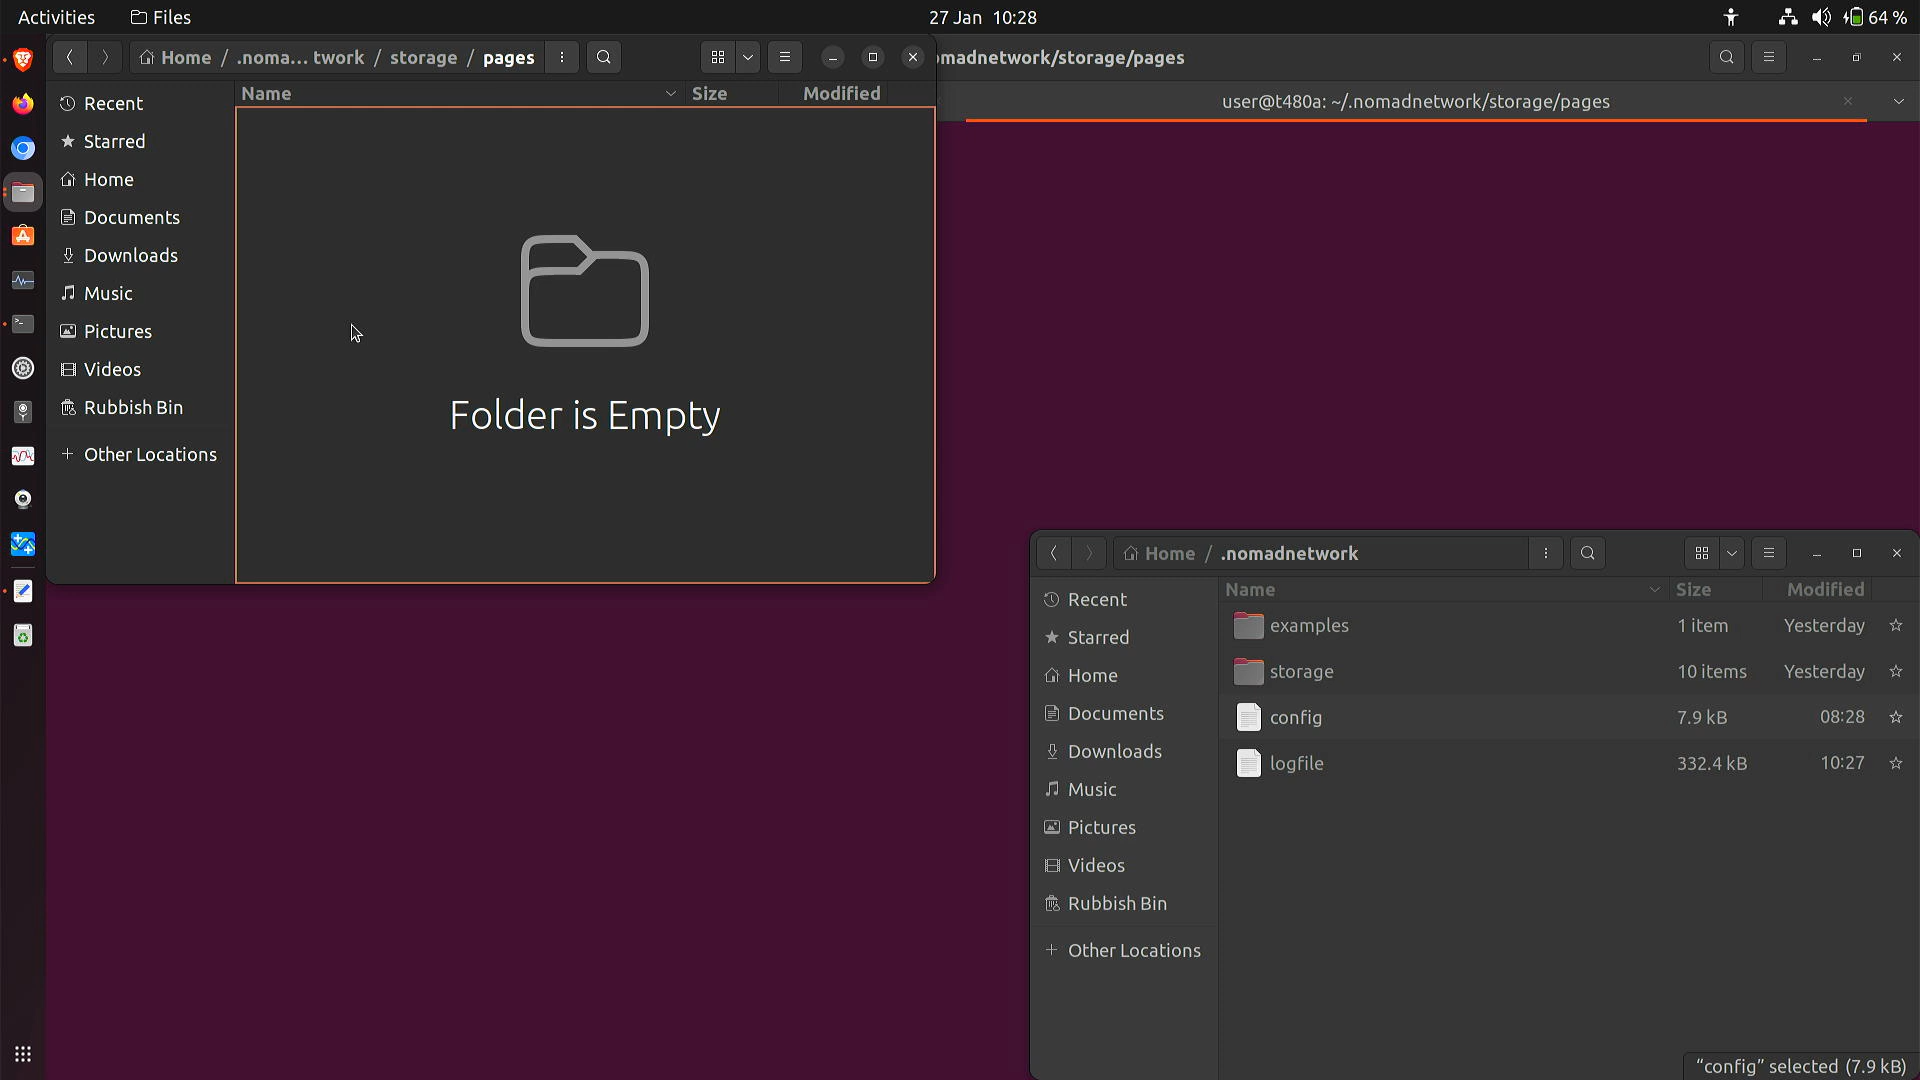 Activities Files 27 Jan 10:28 64 %
Home / .noma... twork / storage / pages
omadnetwork/storage/pages
user@t480a: ~/.nomadnetwork/storage/pages
Name Size Modified
Recent
Starred
Home
Documents
Downloads
Music
Pictures
Videos
Rubbish Bin
+ Other Locations
Folder is Empty
Home / .nomadnetwork
Name Size Modified
Recent
Starred
Home
Documents
Downloads
Music
Pictures
Videos
Rubbish Bin
+ Other Locations
examples 1 item Yesterday
storage 10 items Yesterday
config 7.9 kB 08:28
logfile 332.4 kB 10:27
“config” selected (7.9 kB)